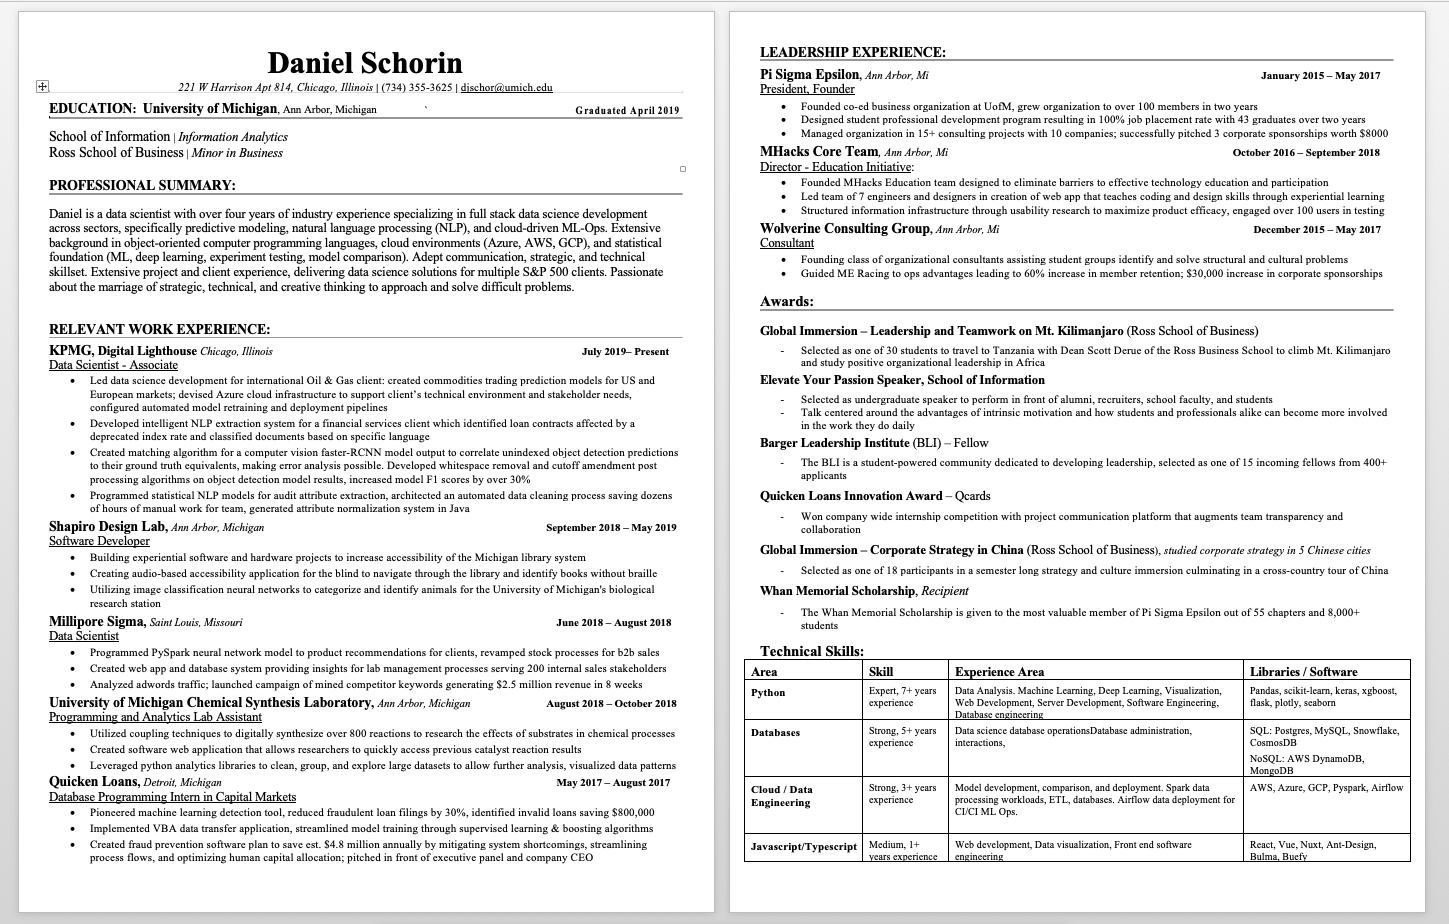 Daniel Schorin
221 W Harrison Apt 814, Chicago, Illinois | (734) 355-3625 | djschor@umich.edu
EDUCATION: University of Michigan, Ann Arbor, Michigan ` Graduated April 2019
School of Information | Information Analytics
Ross School of Business | Minor in Business
PROFESSIONAL SUMMARY:
Daniel is a data scientist with over four years of industry experience specializing in full stack data science development
across sectors, specifically predictive modeling, natural language processing (NLP), and cloud-driven ML-Ops. Extensive
background in object-oriented computer programming languages, cloud environments (Azure, AWS, GCP), and statistical
foundation (ML, deep learning, experiment testing, model comparison). Adept communication, strategic, and technical
skillset. Extensive project and client experience, delivering data science solutions for multiple S&P 500 clients. Passionate
about the marriage of strategic, technical, and creative thinking to approach and solve difficult problems.
RELEVANT WORK EXPERIENCE:
KPMG, Digital Lighthouse Chicago, Illinois July 2019– Present
Data Scientist - Associate
• Led data science development for international Oil & Gas client: created commodities trading prediction models for US and
European markets; devised Azure cloud infrastructure to support client's technical environment and stakeholder needs,
configured automated model retraining and deployment pipelines
• Developed intelligent NLP extraction system for a financial services client which identified loan contracts affected by a
deprecated index rate and classified documents based on specific language
• Created matching algorithm for a computer vision faster-RCNN model output to correlate unindexed object detection predictions
to their ground truth equivalents, making error analysis possible. Developed whitespace removal and cutoff amendment post
processing algorithms on object detection model results, increased model F1 scores by over 30%
• Programmed statistical NLP models for audit attribute extraction, architected an automated data cleaning process saving dozens
of hours of manual work for team, generated attribute normalization system in Java
Shapiro Design Lab, Ann Arbor, Michigan September 2018 – May 2019
Software Developer
• Building experiential software and hardware projects to increase accessibility of the Michigan library system
• Creating audio-based accessibility application for the blind to navigate through the library and identify books without braille
• Utilizing image classification neural networks to categorize and identify animals for the University of Michigan's biological
research station
Millipore Sigma, Saint Louis, Missouri June 2018 – August 2018
Data Scientist
• Programmed PySpark neural network model to product recommendations for clients, revamped stock processes for b2b sales
• Created web app and database system providing insights for lab management processes serving 200 internal sales stakeholders
• Analyzed adwords traffic; launched campaign of mined competitor keywords generating $2.5 million revenue in 8 weeks
University of Michigan Chemical Synthesis Laboratory, Ann Arbor, Michigan August 2018 – October 2018
Programming and Analytics Lab Assistant
• Utilized coupling techniques to digitally synthesize over 800 reactions to research the effects of substrates in chemical processes
• Created software web application that allows researchers to quickly access previous catalyst reaction results
• Leveraged python analytics libraries to clean, group, and explore large datasets to allow further analysis, visualized data patterns
Quicken Loans, Detroit, Michigan May 2017 – August 2017
Database Programming Intern in Capital Markets
• Pioneered machine learning detection tool, reduced fraudulent loan filings by 30%, identified invalid loans saving $800,000
• Implemented VBA data transfer application, streamlined model training through supervised learning & boosting algorithms
• Created fraud prevention software plan to save est. $4.8 million annually by mitigating system shortcomings, streamlining
process flows, and optimizing human capital allocation; pitched in front of executive panel and company CEO
LEADERSHIP EXPERIENCE:
Pi Sigma Epsilon, Ann Arbor, Mi January 2015 – May 2017
President, Founder
• Founded co-ed business organization at UofM, grew organization to over 100 members in two years
• Designed student professional development program resulting in 100% job placement rate with 43 graduates over two years
• Managed organization in 15+ consulting projects with 10 companies; successfully pitched 3 corporate sponsorships worth $8000
MHacks Core Team, Ann Arbor, Mi October 2016 – September 2018
Director - Education Initiative:
• Founded MHacks Education team designed to eliminate barriers to effective technology education and participation
• Led team of 7 engineers and designers in creation of web app that teaches coding and design skills through experiential learning
• Structured information infrastructure through usability research to maximize product efficacy, engaged over 100 users in testing
Wolverine Consulting Group, Ann Arbor, Mi December 2015 – May 2017
Consultant
• Founding class of organizational consultants assisting student groups identify and solve structural and cultural problems
• Guided ME Racing to ops advantages leading to 60% increase in member retention; $30,000 increase in corporate sponsorships
Awards:
Global Immersion – Leadership and Teamwork on Mt. Kilimanjaro (Ross School of Business)
- Selected as one of 30 students to travel to Tanzania with Dean Scott Derue of the Ross Business School to climb Mt. Kilimanjaro
and study positive organizational leadership in Africa
Elevate Your Passion Speaker, School of Information
- Selected as undergraduate speaker to perform in front of alumni, recruiters, school faculty, and students
- Talk centered around the advantages of intrinsic motivation and how students and professionals alike can become more involved
in the work they do daily
Barger Leadership Institute (BLI) – Fellow
- The BLI is a student-powered community dedicated to developing leadership, selected as one of 15 incoming fellows from 400+
applicants
Quicken Loans Innovation Award – Qcards
- Won company wide internship competition with project communication platform that augments team transparency and
collaboration
Global Immersion – Corporate Strategy in China (Ross School of Business), studied corporate strategy in 5 Chinese cities
- Selected as one of 18 participants in a semester long strategy and culture immersion culminating in a cross-country tour of China
Whan Memorial Scholarship, Recipient
- The Whan Memorial Scholarship is given to the most valuable member of Pi Sigma Epsilon out of 55 chapters and 8,000+
students
Technical Skills:
Area Skill Experience Area Libraries / Software
Python Expert, 7+ years Data Analysis. Machine Learning, Deep Learning, Visualization, Pandas, scikit-learn, keras, xgboost,
experience Web Development, Server Development, Software Engineering, flask, plotly, seaborn
Database engineering
Databases Strong, 5+ years Data science database operationsDatabase administration, SQL: Postgres, MySQL, Snowflake,
experience interactions, CosmosDB
NoSQL: AWS DynamoDB,
MongoDB
Cloud / Data Strong, 3+ years Model development, comparison, and deployment. Spark data AWS, Azure, GCP, Pyspark, Airflow
Engineering experience processing workloads, ETL, databases. Airflow data deployment for
CI/CI ML Ops.
Javascript/Typescript Medium, 1+ Web development, Data visualization, Front end software React, Vue, Nuxt, Ant-Design,
years experience engineering Bulma, Buefy